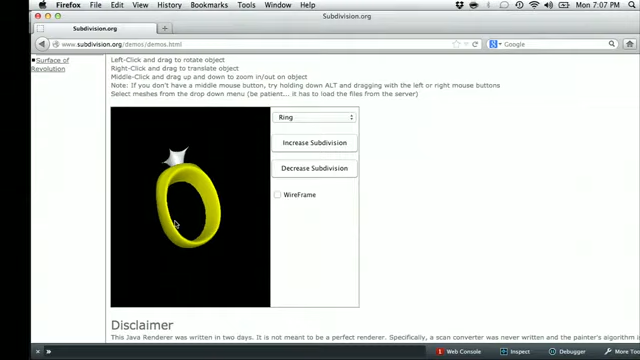 Firefox File Edit View History Bookmarks Tools Window Help
Mon 7:07 PM
Subdivision.org
Subdivision.org
www.subdivision.org/demos/demos.html
Google
Surface of
Revolution
Left-Click and drag to rotate object
Right-Click and drag to translate object
Middle-Click and drag up and down to zoom in/out on object
Note: If you don't have a middle mouse button, try holding down ALT and dragging with the left or right mouse buttons
Select meshes from the drop down menu (be patient... it has to load the files from the server)
Ring
Increase Subdivision
Decrease Subdivision
WireFrame
Disclaimer
This Java Renderer was written in two days. It is not meant to be a perfect renderer. Specifically, a scan converter was never written and the painter's algorithm
Web Console
Inspect
Debugger
More Too